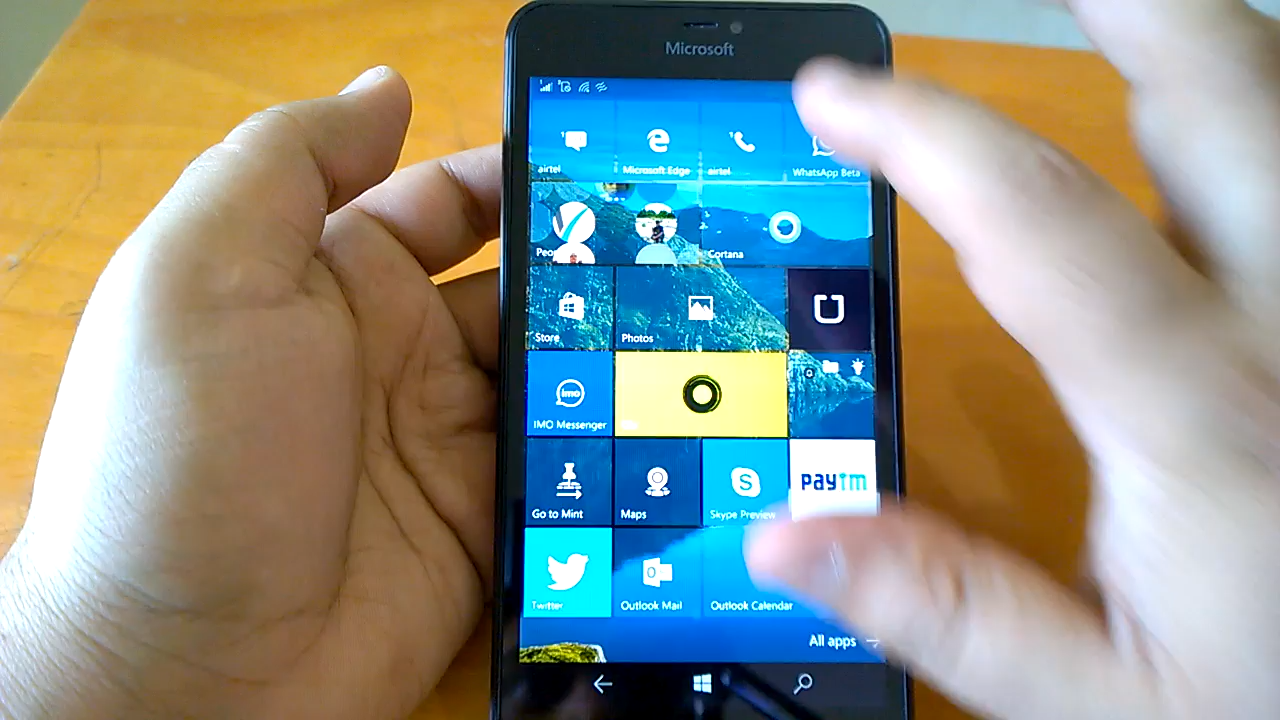 Microsoft
airtel Microsoft Edge airtel WhatsApp Beta
Cortana
Store Photos
imo
IMO Messenger
Go to Mint Maps Skype Preview
paytm
Twitter Outlook Mail Outlook Calendar
All apps